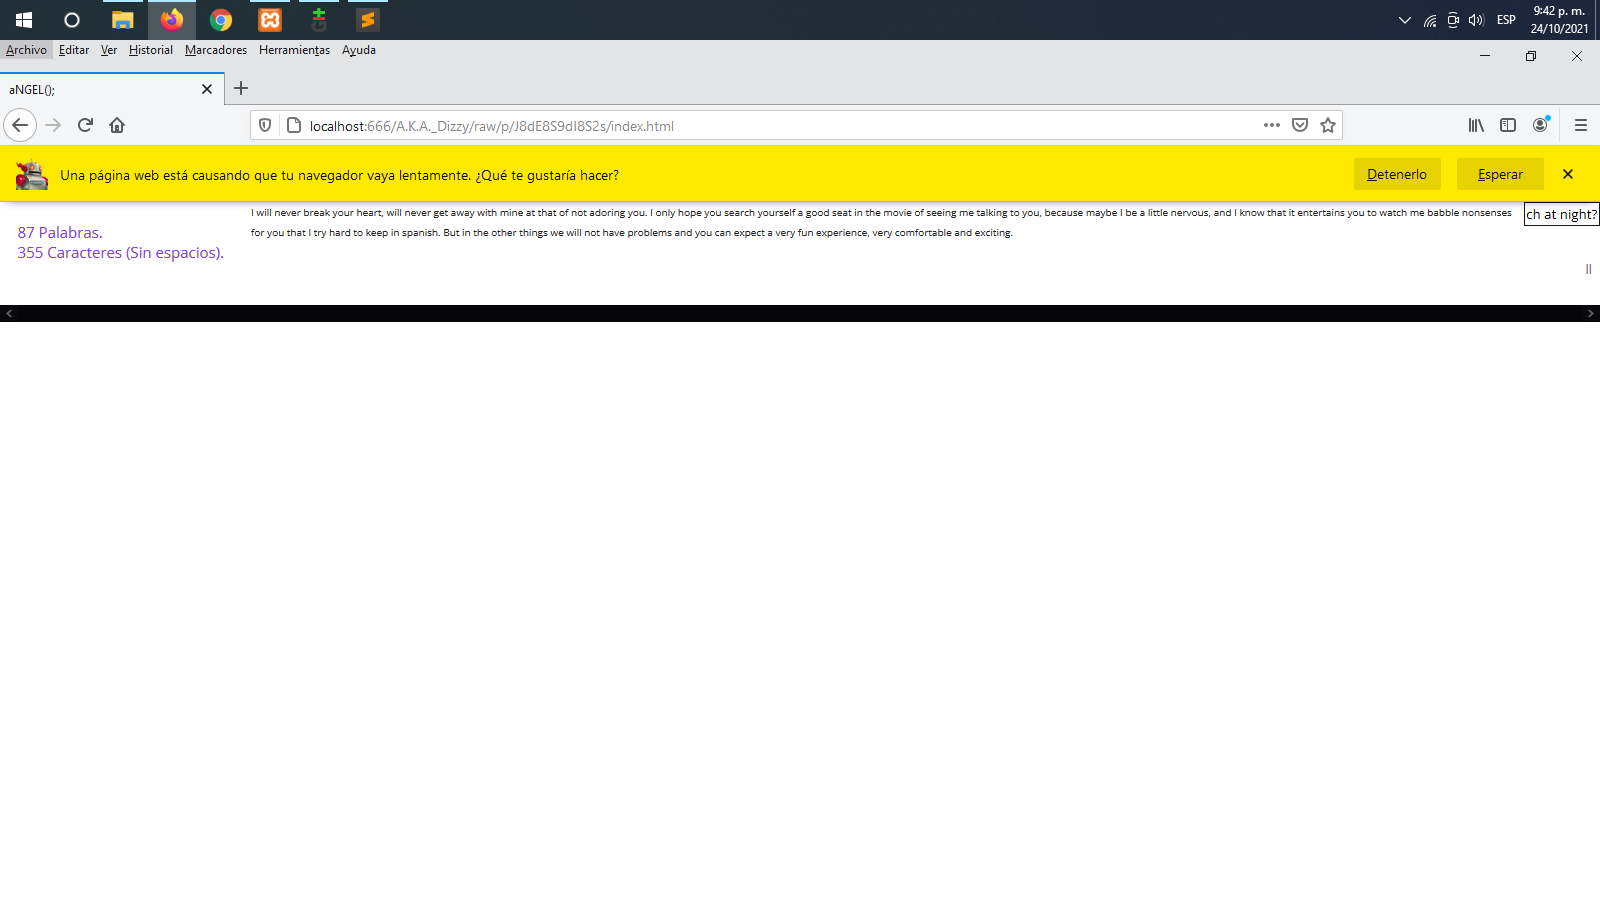 9:42 p. m.
ESP
24/10/2021
Archivo Editar Ver Historial Marcadores Herramientas Ayuda
aNGEL();
localhost:666/A.K.A._Dizzy/raw/p/J8dE8S9dI8S2s/index.html
Una página web está causando que tu navegador vaya lentamente. ¿Qué te gustaría hacer?
Detenerlo
Esperar
87 Palabras.
355 Caracteres (Sin espacios).
I will never break your heart, will never get away with mine at that of not adoring you. I only hope you search yourself a good seat in the movie of seeing me talking to you, because maybe I be a little nervous, and I know that it entertains you to watch me babble nonsenses
for you that I try hard to keep in spanish. But in the other things we will not have problems and you can expect a very fun experience, very comfortable and exciting.
ch at night?
||